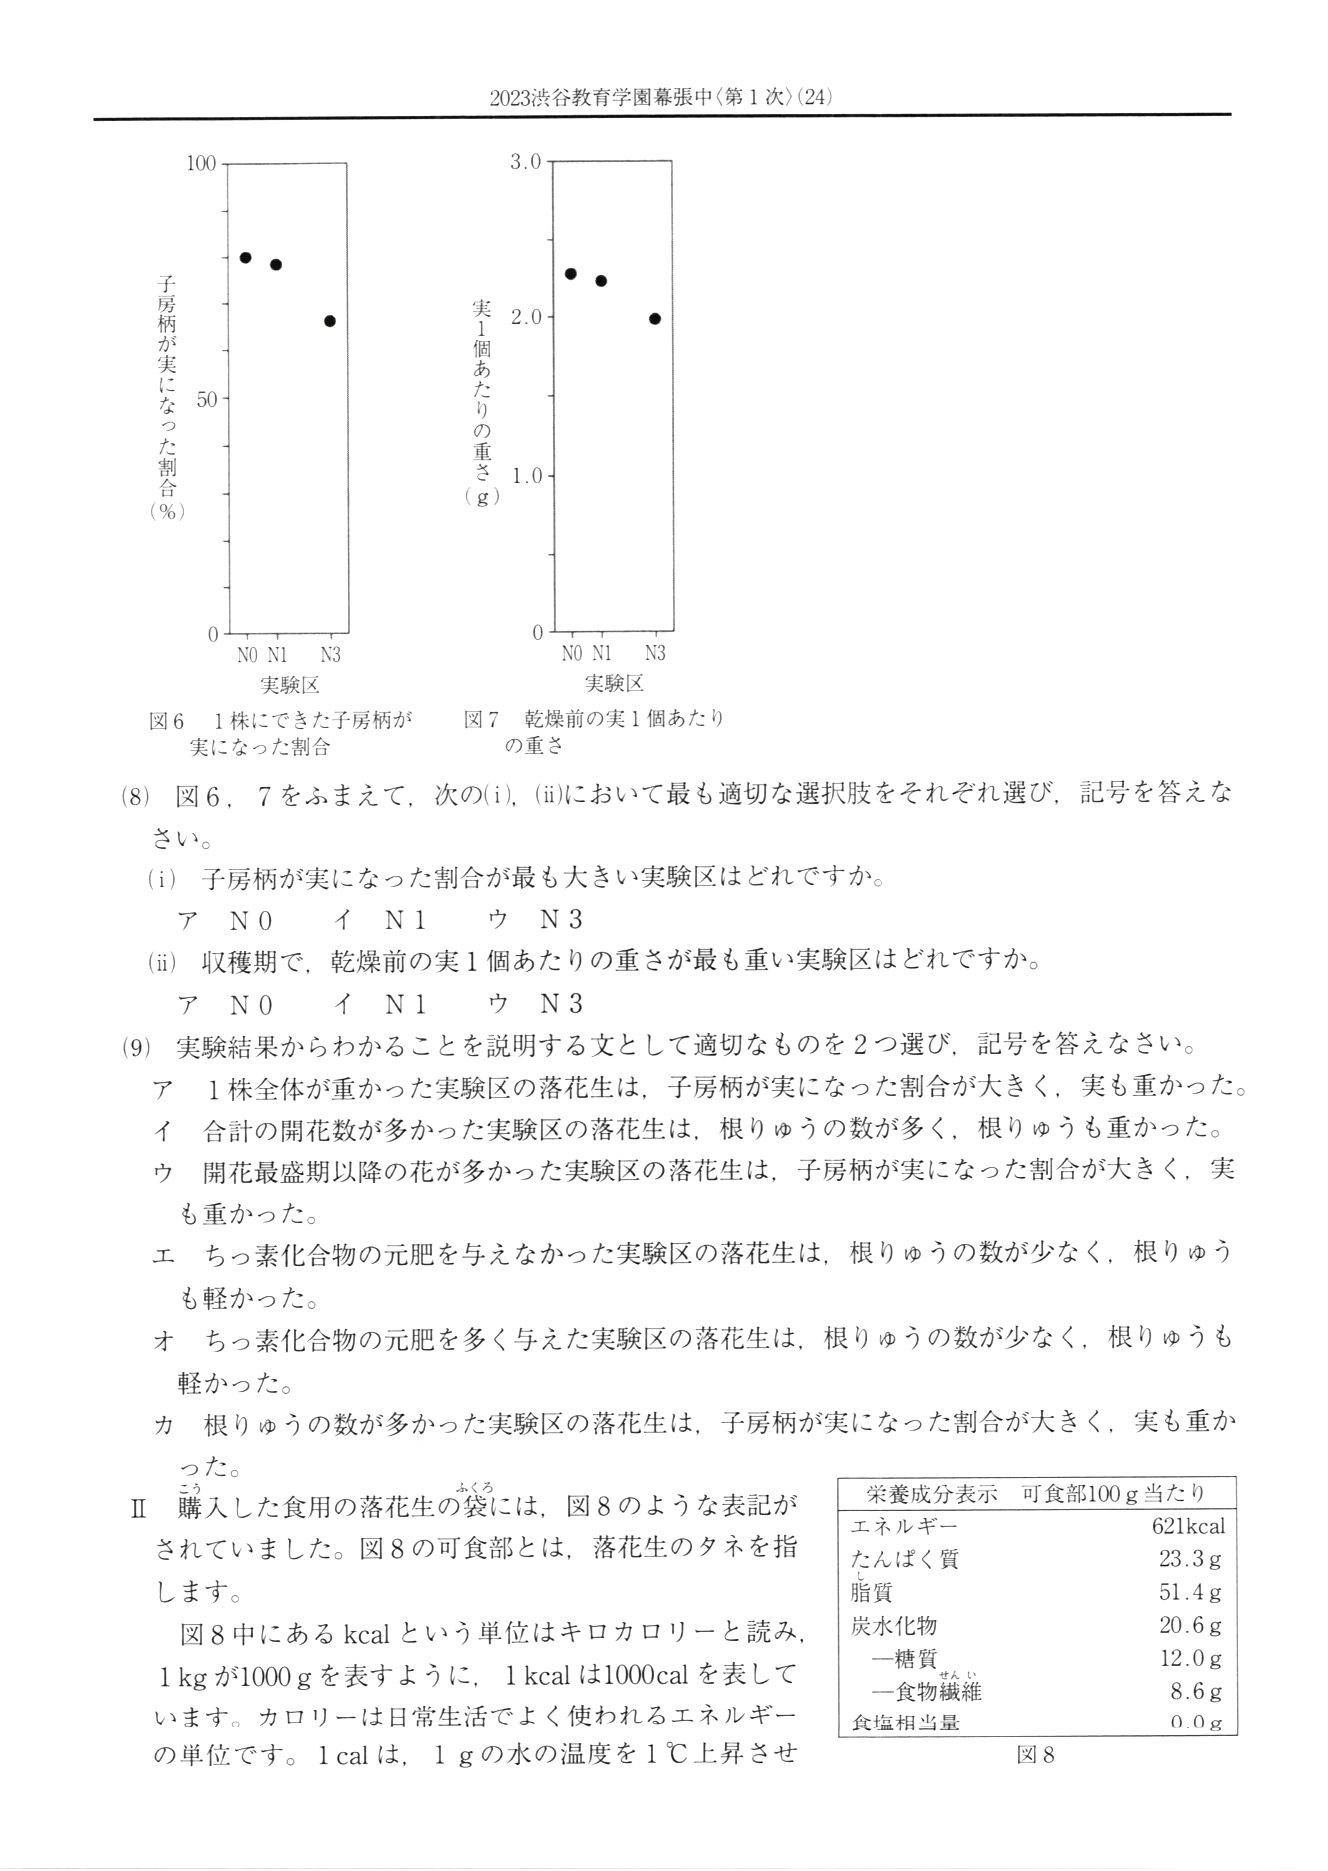 2023渋谷教育学園幕張中〈第1次〉(24)
100
50
0
子房柄が実になった割合(%)
N0 N1 N3
実験区
図6 1株にできた子房柄が
実になった割合
3.0
2.0
1.0
0
実1個あたりの重さ(g)
N0 N1 N3
実験区
図7 乾燥前の実1個あたり
の重さ
(8) 図6，7をふまえて，次の(i)，(ii)において最も適切な選択肢をそれぞれ選び，記号を答えな
さい。
(i) 子房柄が実になった割合が最も大きい実験区はどれですか。
ア N0 イ N1 ウ N3
(ii) 収穫期で，乾燥前の実1個あたりの重さが最も重い実験区はどれですか。
ア N0 イ N1 ウ N3
(9) 実験結果からわかることを説明する文として適切なものを2つ選び，記号を答えなさい。
ア 1株全体が重かった実験区の落花生は，子房柄が実になった割合が大きく，実も重かった。
イ 合計の開花数が多かった実験区の落花生は，根りゅうの数が多く，根りゅうも重かった。
ウ 開花最盛期以降の花が多かった実験区の落花生は，子房柄が実になった割合が大きく，実
も重かった。
エ ちっ素化合物の元肥を与えなかった実験区の落花生は，根りゅうの数が少なく，根りゅう
も軽かった。
オ ちっ素化合物の元肥を多く与えた実験区の落花生は，根りゅうの数が少なく，根りゅうも
軽かった。
カ 根りゅうの数が多かった実験区の落花生は，子房柄が実になった割合が大きく，実も重か
った。
こう ふくろ
Ⅱ 購入した食用の落花生の袋には，図8のような表記が
されていました。図8の可食部とは，落花生のタネを指
します。
図8中にあるkcalという単位はキロカロリーと読み，
1kgが1000gを表すように，1kcalは1000calを表して
います。カロリーは日常生活でよく使われるエネルギー
の単位です。1calは，1gの水の温度を1℃上昇させ
栄養成分表示 可食部100g当たり
エネルギー 621kcal
たんぱく質 23.3g
し
脂質 51.4g
炭水化物 20.6g
―糖質 12.0g
せんい
―食物繊維 8.6g
食塩相当量 0.0g
図8